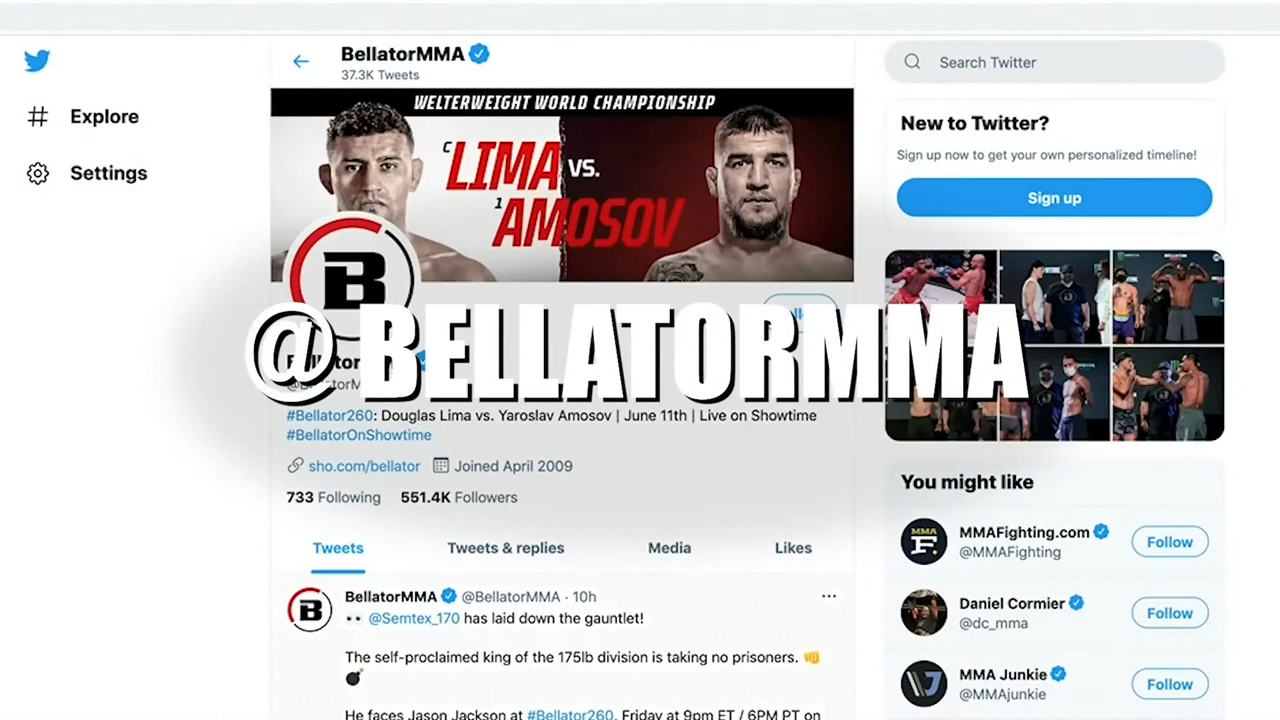 BellatorMMA
37.3K Tweets
Explore
Settings
WELTERWEIGHT WORLD CHAMPIONSHIP
C LIMA VS.
1 AMOSOV
B
@BELLATORMMA
#Bellator260: Douglas Lima vs. Yaroslav Amosov | June 11th | Live on Showtime
#BellatorOnShowtime
sho.com/bellator Joined April 2009
733 Following 551.4K Followers
Tweets Tweets & replies Media Likes
B
BellatorMMA @BellatorMMA · 10h
@Semtex_170 has laid down the gauntlet!
The self-proclaimed king of the 175lb division is taking no prisoners.
He faces Jason Jackson at #Bellator260, Friday at 9pm ET / 6PM PT on
Search Twitter
New to Twitter?
Sign up now to get your own personalized timeline!
Sign up
You might like
MMA F.
MMAFighting.com
@MMAFighting
Follow
Daniel Cormier
@dc_mma
Follow
MMA Junkie
@MMAjunkie
Follow